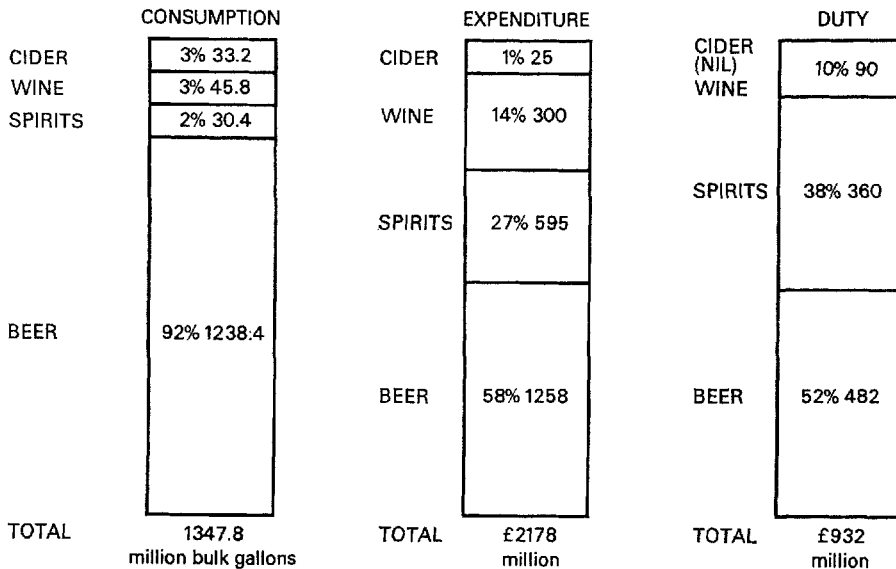 CONSUMPTION
CIDER 3% 33.2
WINE 3% 45.8
SPIRITS 2% 30.4
BEER 92% 1238:4
TOTAL 1347.8
million bulk gallons
EXPENDITURE
CIDER 1% 25
WINE 14% 300
SPIRITS 27% 595
BEER 58% 1258
TOTAL £2178
million
DUTY
CIDER
(NIL)
WINE 10% 90
SPIRITS 38% 360
BEER 52% 482
TOTAL £932
million